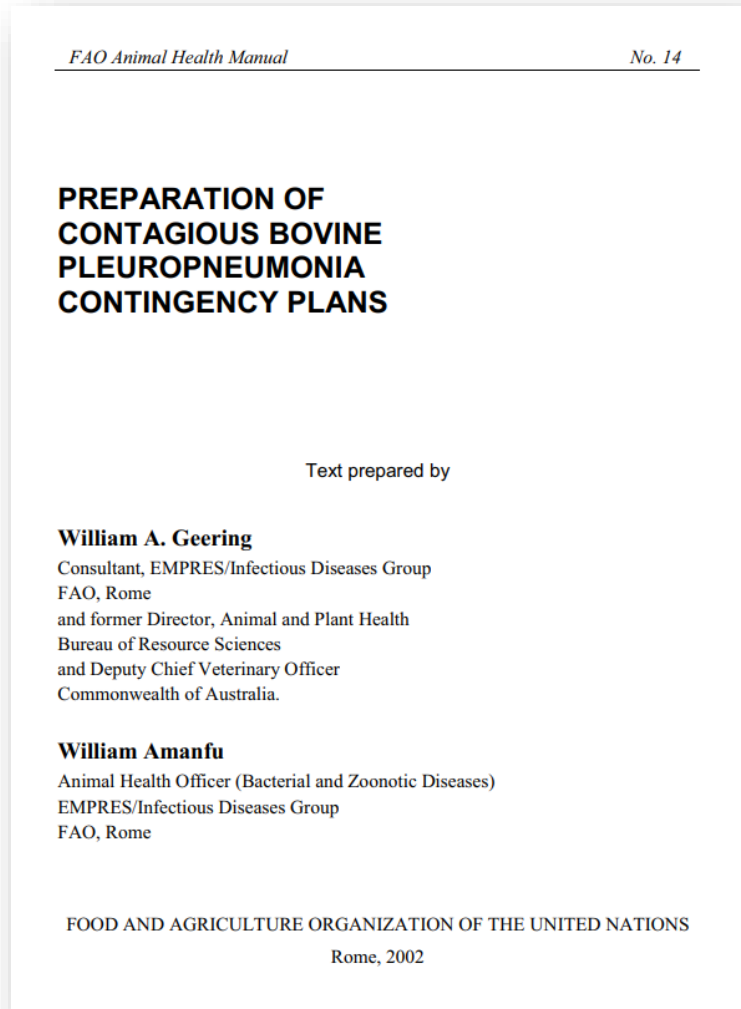 FAO Animal Health Manual No. 14
PREPARATION OF
CONTAGIOUS BOVINE
PLEUROPNEUMONIA
CONTINGENCY PLANS
Text prepared by
William A. Geering
Consultant, EMPRES/Infectious Diseases Group
FAO, Rome
and former Director, Animal and Plant Health
Bureau of Resource Sciences
and Deputy Chief Veterinary Officer
Commonwealth of Australia.
William Amanfu
Animal Health Officer (Bacterial and Zoonotic Diseases)
EMPRES/Infectious Diseases Group
FAO, Rome
FOOD AND AGRICULTURE ORGANIZATION OF THE UNITED NATIONS
Rome, 2002